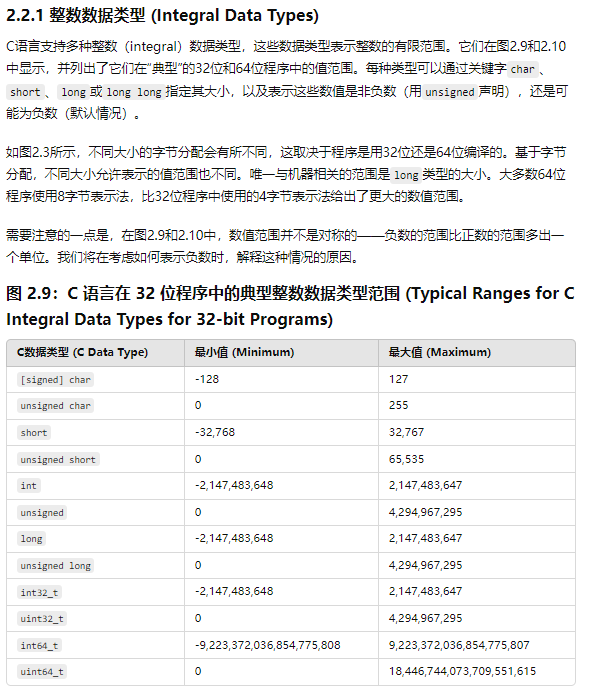 2.2.1 整数数据类型 (Integral Data Types)
C语言支持多种整数（integral）数据类型，这些数据类型表示整数的有限范围。它们在图2.9和2.10
中显示，并列出了它们在“典型”的32位和64位程序中的值范围。每种类型可以通过关键字 char 、
short 、 long 或 long long 指定其大小，以及表示这些数值是非负数（用 unsigned 声明），还是可
能为负数（默认情况）。
如图2.3所示，不同大小的字节分配会有所不同，这取决于程序是用32位还是64位编译的。基于字节
分配，不同大小允许表示的值范围也不同。唯一与机器相关的范围是 long 类型的大小。大多数64位
程序使用8字节表示法，比32位程序中使用的4字节表示法给出了更大的数值范围。
需要注意的一点是，在图2.9和2.10中，数值范围并不是对称的——负数的范围比正数的范围多出一
个单位。我们将在考虑如何表示负数时，解释这种情况的原因。
图 2.9：C 语言在 32 位程序中的典型整数数据类型范围 (Typical Ranges for C
Integral Data Types for 32-bit Programs)
C数据类型 (C Data Type) 最小值 (Minimum) 最大值 (Maximum)
[signed] char -128 127
unsigned char 0 255
short -32,768 32,767
unsigned short 0 65,535
int -2,147,483,648 2,147,483,647
unsigned 0 4,294,967,295
long -2,147,483,648 2,147,483,647
unsigned long 0 4,294,967,295
int32_t -2,147,483,648 2,147,483,647
uint32_t 0 4,294,967,295
int64_t -9,223,372,036,854,775,808 9,223,372,036,854,775,807
uint64_t 0 18,446,744,073,709,551,615